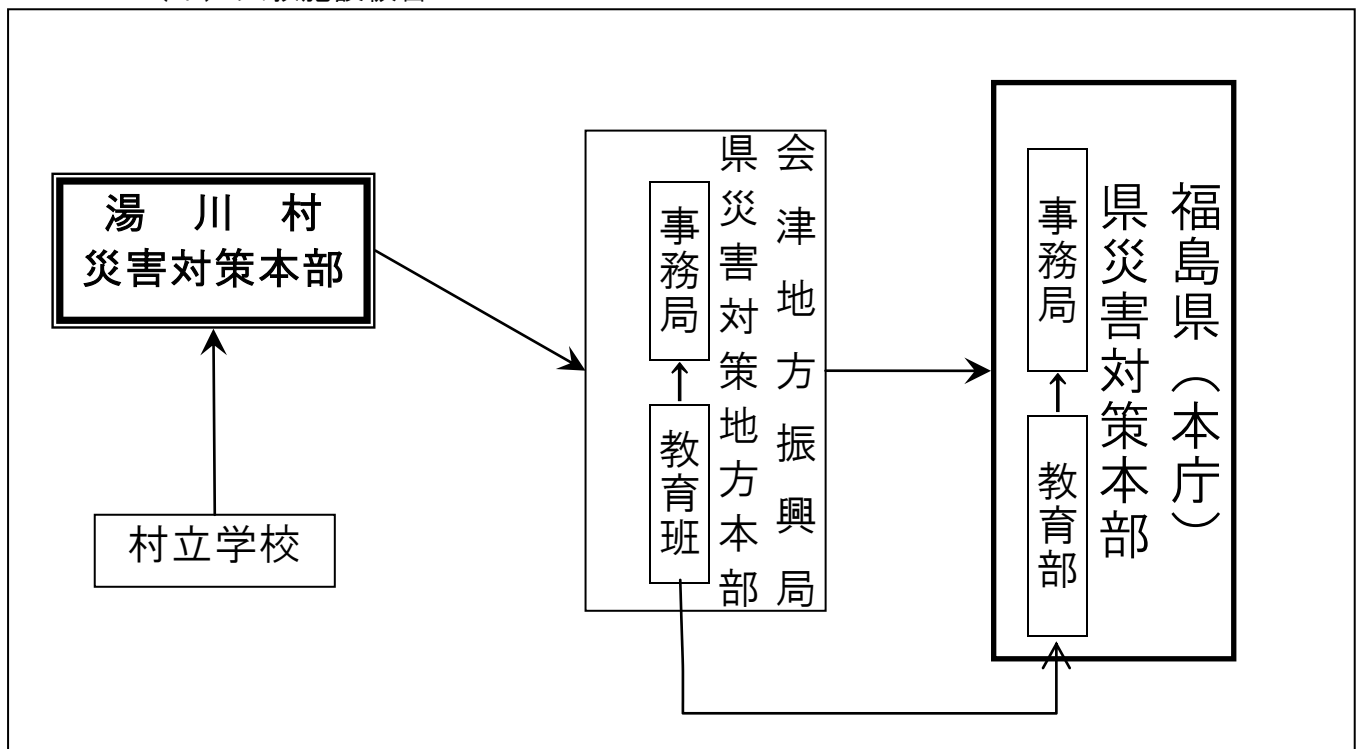 湯　川　村
災害対策本部
村立学校
会津地方振興局
県災害対策地方本部
事務局
教育班
福島県（本庁）
県災害対策本部
事務局
教育部